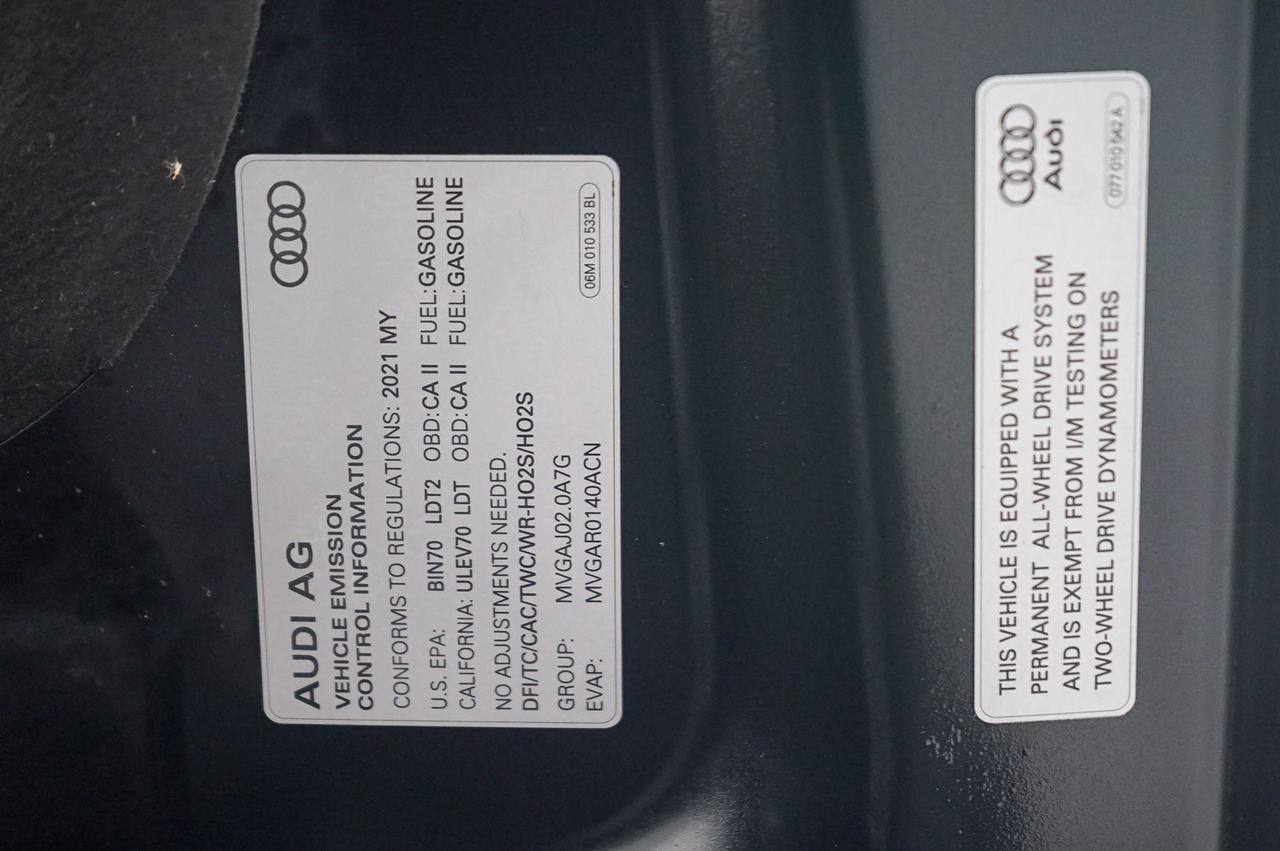 AUDI AG
VEHICLE EMISSION
CONTROL INFORMATION
CONFORMS TO REGULATIONS: 2021 MY
U.S. EPA: BIN70 LDT2 OBD:CA II FUEL:GASOLINE
CALIFORNIA: ULEV70 LDT OBD:CA II FUEL:GASOLINE
NO ADJUSTMENTS NEEDED.
DFI/TC/CAC/TWC/WR-HO2S/HO2S
GROUP: MVGAJ02.0A7G
EVAP: MVGAR0140ACN
06M 010 533 BL
THIS VEHICLE IS EQUIPPED WITH A
PERMANENT ALL-WHEEL DRIVE SYSTEM
AND IS EXEMPT FROM I/M TESTING ON
TWO-WHEEL DRIVE DYNAMOMETERS
Audi
077 010 542 A